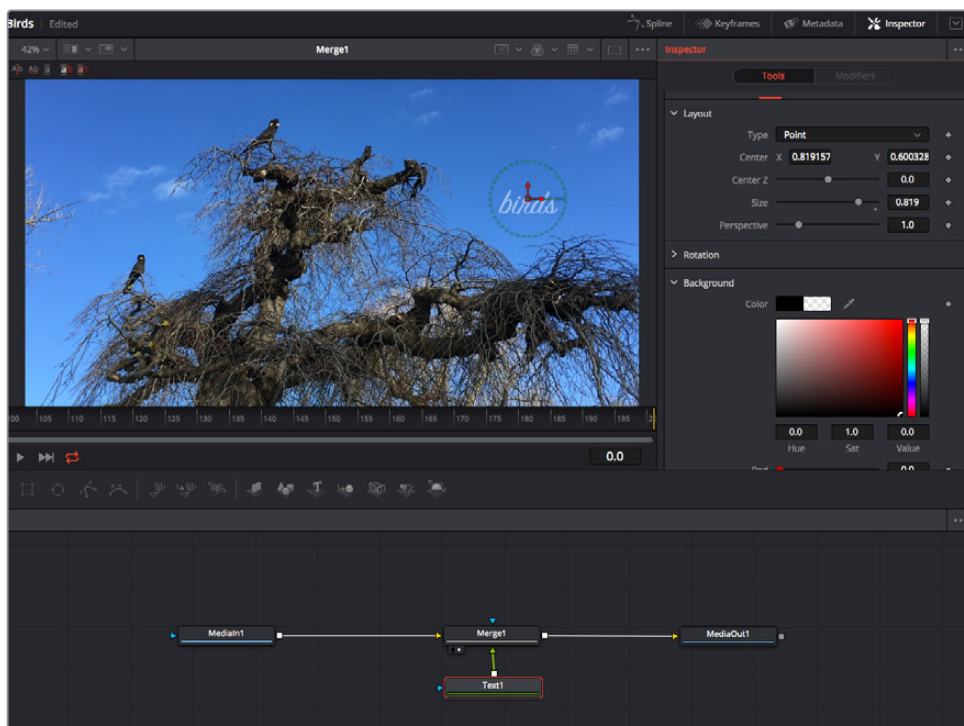 Birds Edited Spline Keyframes Metadata Inspector
42% Merge1 Inspector
Tools Modifiers
Layout
Type Point
Center X 0.819157 Y 0.600328
birds
Center Z 0.0
Size 0.819
Perspective 1.0
Rotation
Background
Color
105 110 115 120 125 130 135 140 145 150 155 160 165 170 175 180 185 190 195
0.0 1.0 0.0
Hue Sat Value
0.0
MediaIn1 Merge1 MediaOut1
Text1